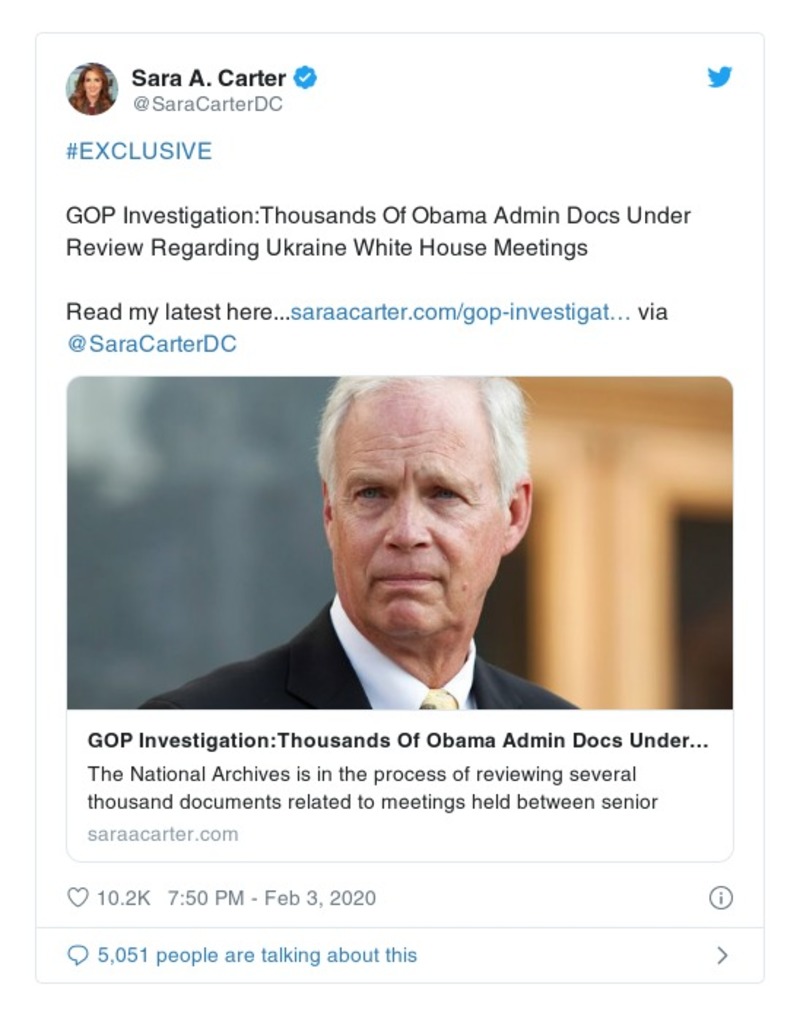 Sara A. Carter
@SaraCarterDC
#EXCLUSIVE
GOP Investigation:Thousands Of Obama Admin Docs Under
Review Regarding Ukraine White House Meetings
Read my latest here...saraacarter.com/gop-investigat… via
@SaraCarterDC
GOP Investigation:Thousands Of Obama Admin Docs Under...
The National Archives is in the process of reviewing several
thousand documents related to meetings held between senior
saraacarter.com
10.2K 7:50 PM - Feb 3, 2020
5,051 people are talking about this